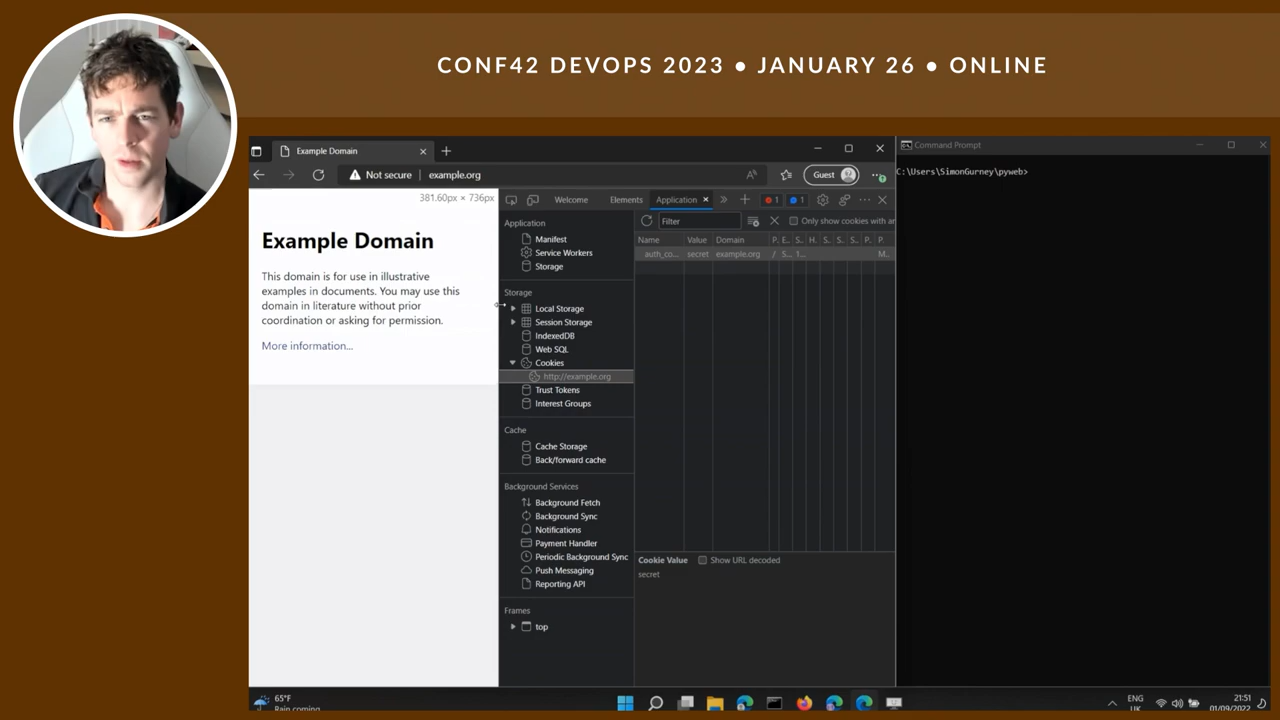 CONF42 DEVOPS 2023 • JANUARY 26 • ONLINE
Example Domain
Not secure
example.org
Guest
Command Prompt
C:\Users\SimonGurney\pyweb>
381.60px × 736px
Example Domain
This domain is for use in illustrative
examples in documents. You may use this
domain in literature without prior
coordination or asking for permission.
More information...
Welcome
Elements
Application
1
1
Application
Manifest
Service Workers
Storage
Storage
Local Storage
Session Storage
IndexedDB
Web SQL
Cookies
http://example.org
Trust Tokens
Interest Groups
Cache
Cache Storage
Back/forward cache
Background Services
Background Fetch
Background Sync
Notifications
Payment Handler
Periodic Background Sync
Push Messaging
Reporting API
Frames
top
Filter
Only show cookies with ar
Name Value Domain P. E.. S.. H. S. S. S.. P. P.
auth_co... secret example.org / S... 1... M..
Cookie Value
Show URL decoded
secret
65°F
Rain coming
ENG
UK
21:51
01/09/2022